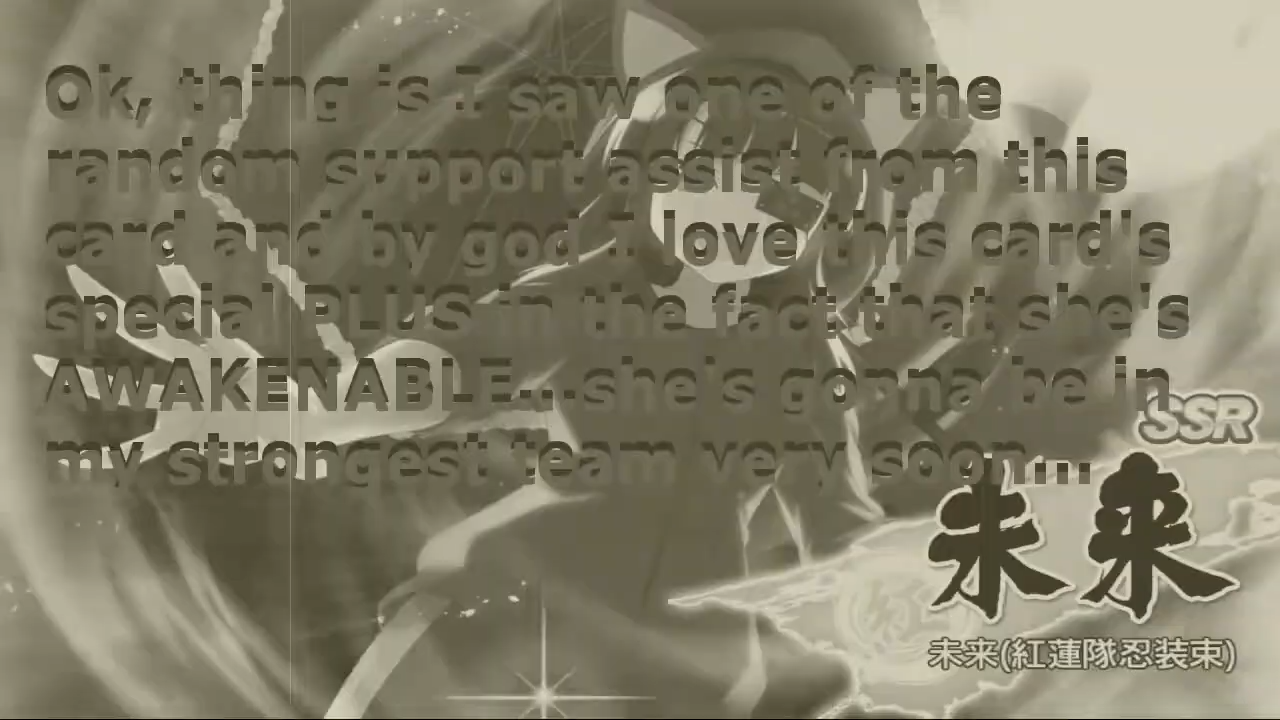 Ok, thing is I saw one of the
random support assist from this
card and by god I love this card's
special PLUS in the fact that she's
AWAKENABLE...she's gonna be in
my strongest team very soon...
SSR
未来
未来(紅蓮隊忍装束)